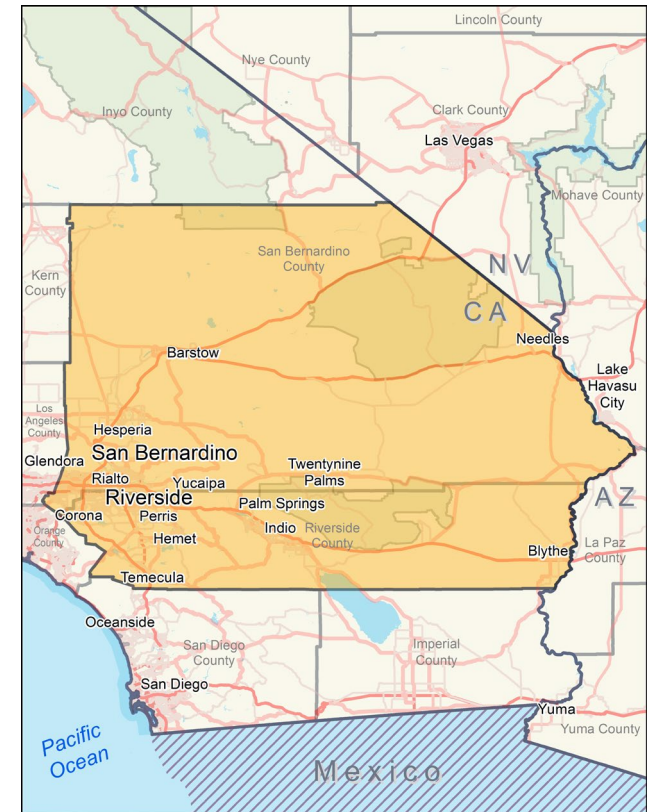 Lincoln County
Nye County
Inyo County
Clark County
Las Vegas
Mohave County
San Bernardino
County
NV
Kern
County
CA
Needles
Barstow
Lake
Havasu
City
Los
Angeles
County
Hesperia
San Bernardino
Glendora
Twentynine
Palms
Rialto
Yucaipa
Riverside
AZ
Palm Springs
Corona
Perris
Indio
Riverside
County
Orange
County
Hemet
Blythe
La Paz
County
Temecula
Oceanside
San Diego
County
Imperial
County
San Diego
Yuma
Yuma County
Pacific
Ocean
Mexico